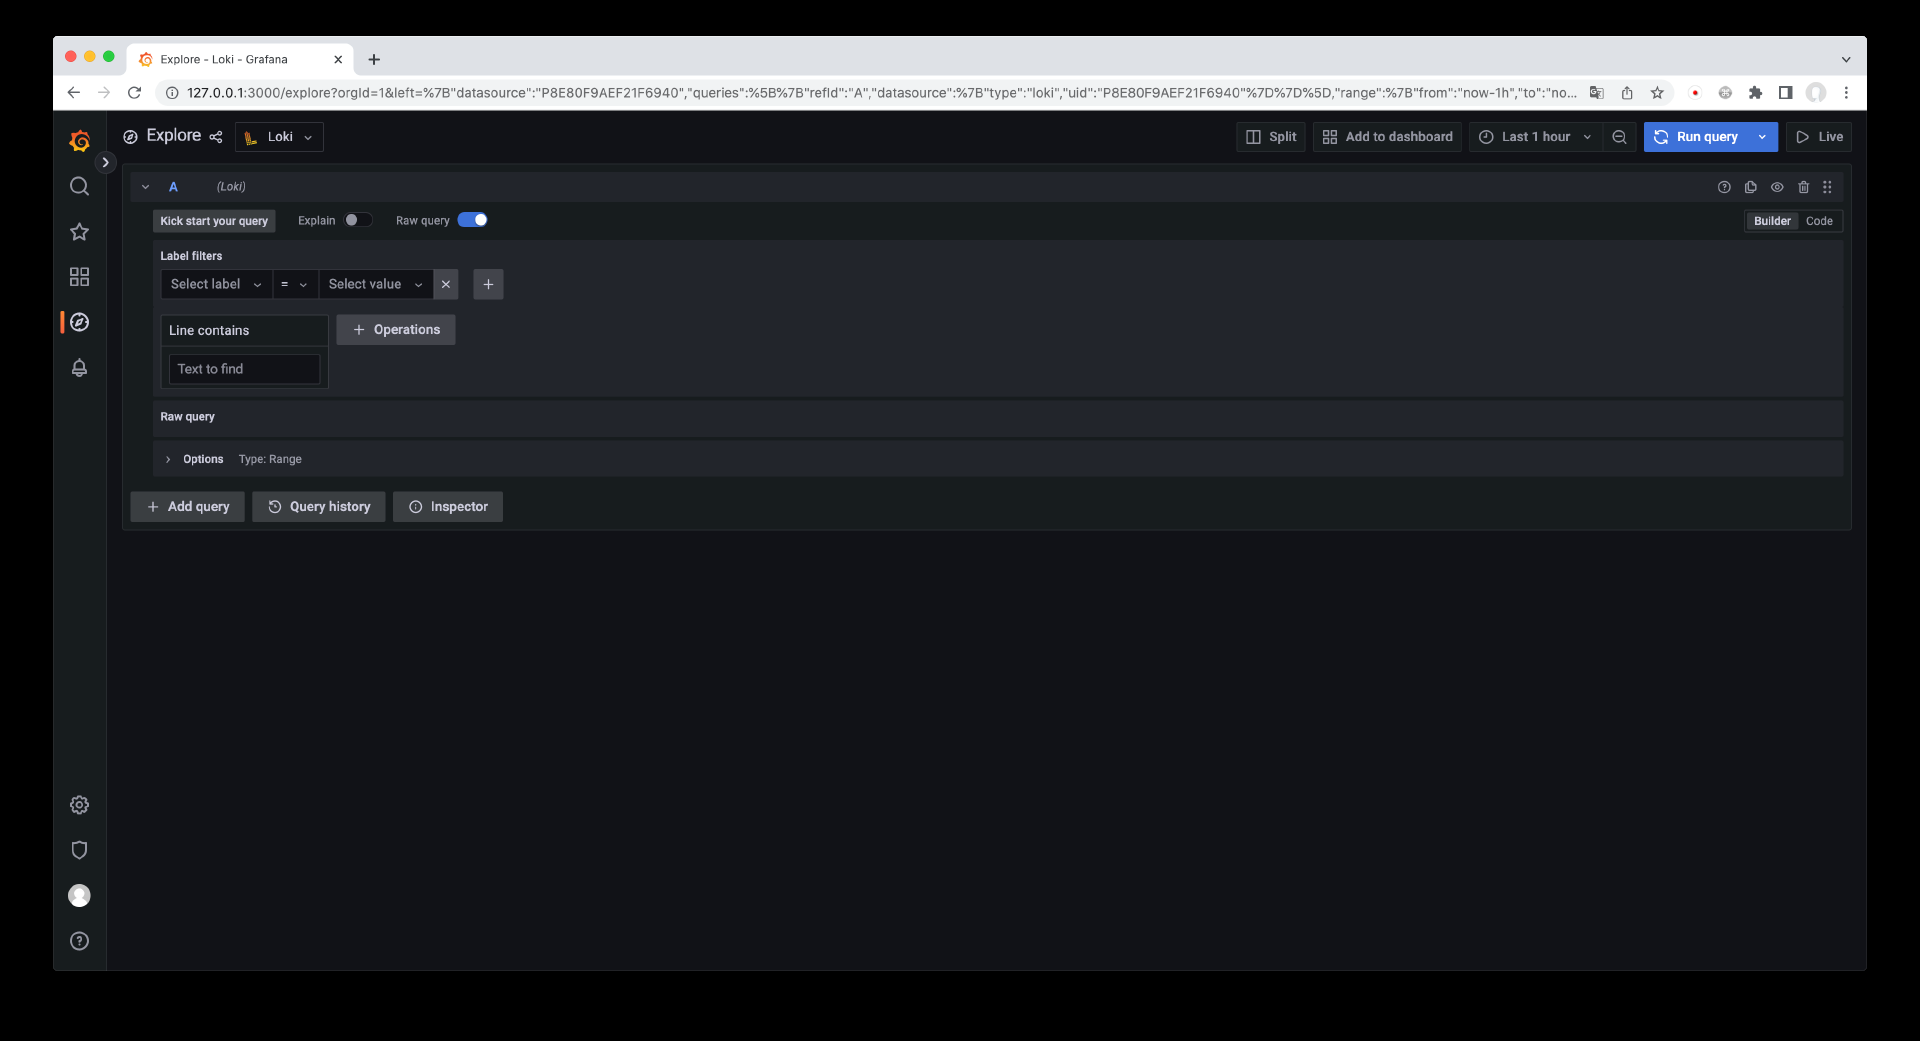 Explore - Loki - Grafana
127.0.0.1:3000/explore?orgId=1&left=%7B"datasource":"P8E80F9AEF21F6940","queries":%5B%7B"refId":"A","datasource":%7B"type":"loki","uid":"P8E80F9AEF21F6940"%7D%7D%5D,"range":%7B"from":"now-1h","to":"no...
Explore Loki Split Add to dashboard Last 1 hour Run query Live
A (Loki)
Kick start your query Explain Raw query Builder Code
Label filters
Select label = Select value
Line contains + Operations
Text to find
Raw query
Options Type: Range
+ Add query Query history Inspector